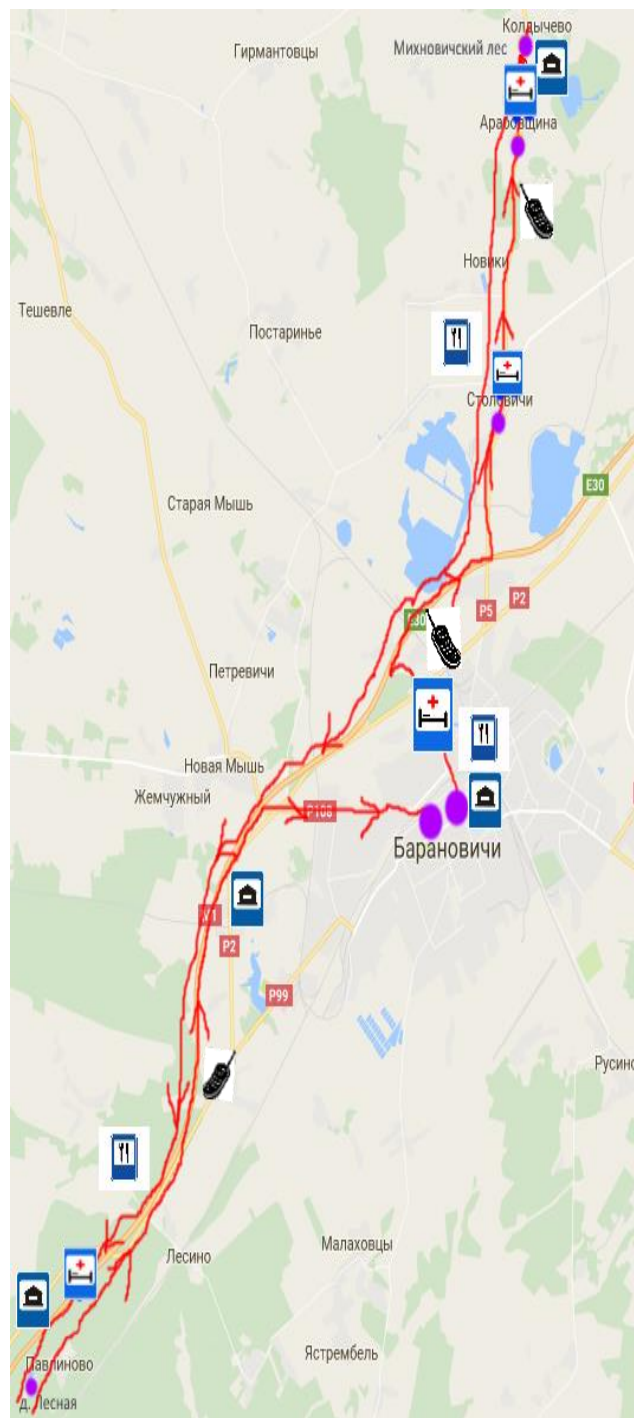 Колдычево
Гирмантовцы
Михновичский лес
Арабовщина
Новики
Тешевле
Постаринье
Столовичи
E30
Старая Мышь
P2
P5
E30
Петревичи
Новая Мышь
Жемчужный
P108
Барановичи
M1
P2
P99
Русино
Малаховцы
Лесино
Ястрембель
Павлиново
д. Лесная